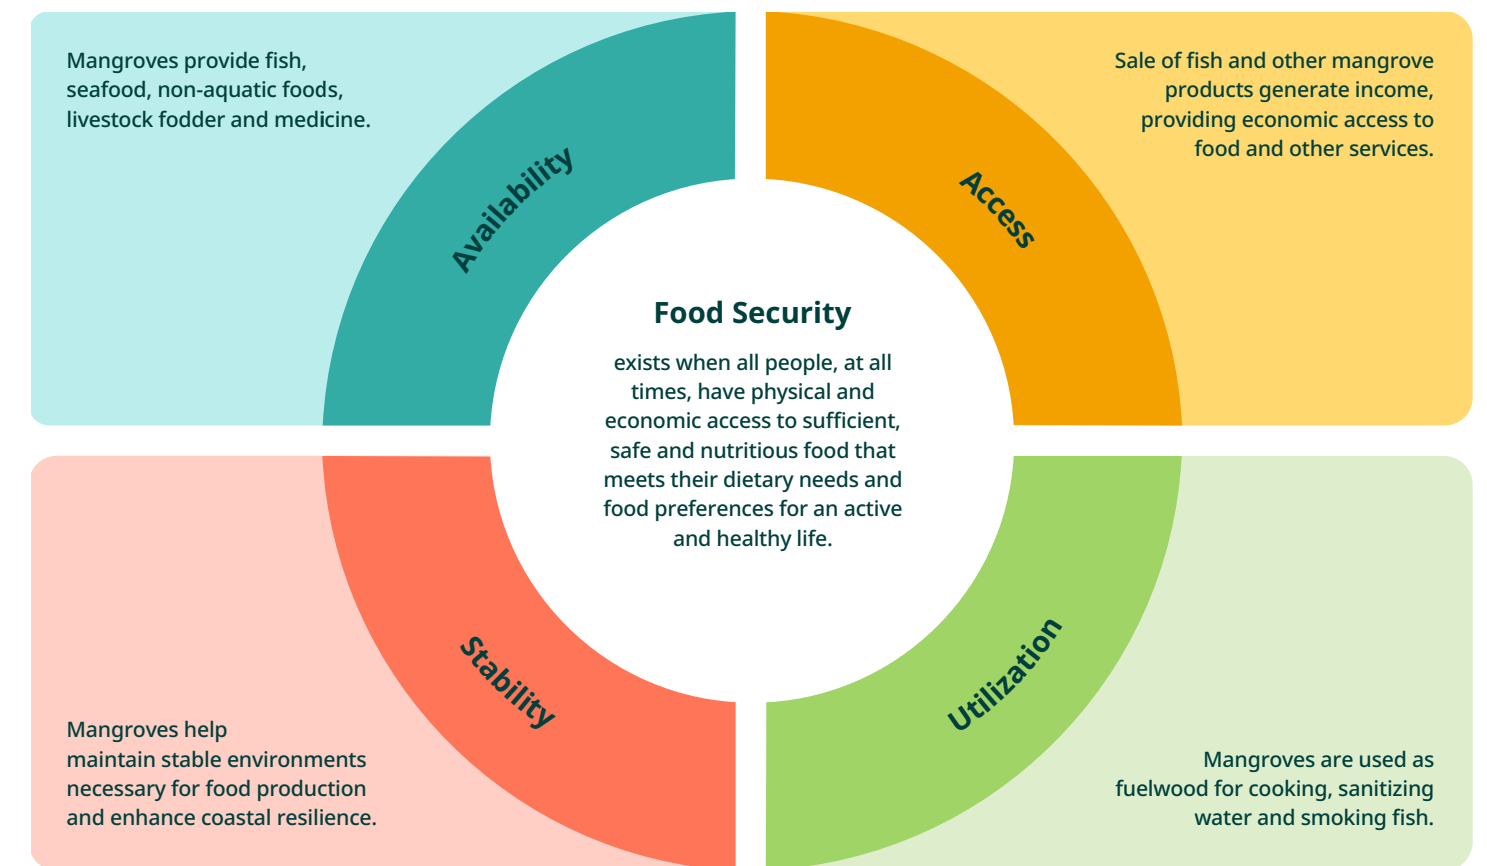 Mangroves provide fish,
seafood, non-aquatic foods,
livestock fodder and medicine.
Availability
Sale of fish and other mangrove
products generate income,
providing economic access to
food and other services.
Access
Food Security
exists when all people, at all
times, have physical and
economic access to sufficient,
safe and nutritious food that
meets their dietary needs and
food preferences for an active
and healthy life.
Stability
Mangroves help
maintain stable environments
necessary for food production
and enhance coastal resilience.
Utilization
Mangroves are used as
fuelwood for cooking, sanitizing
water and smoking fish.